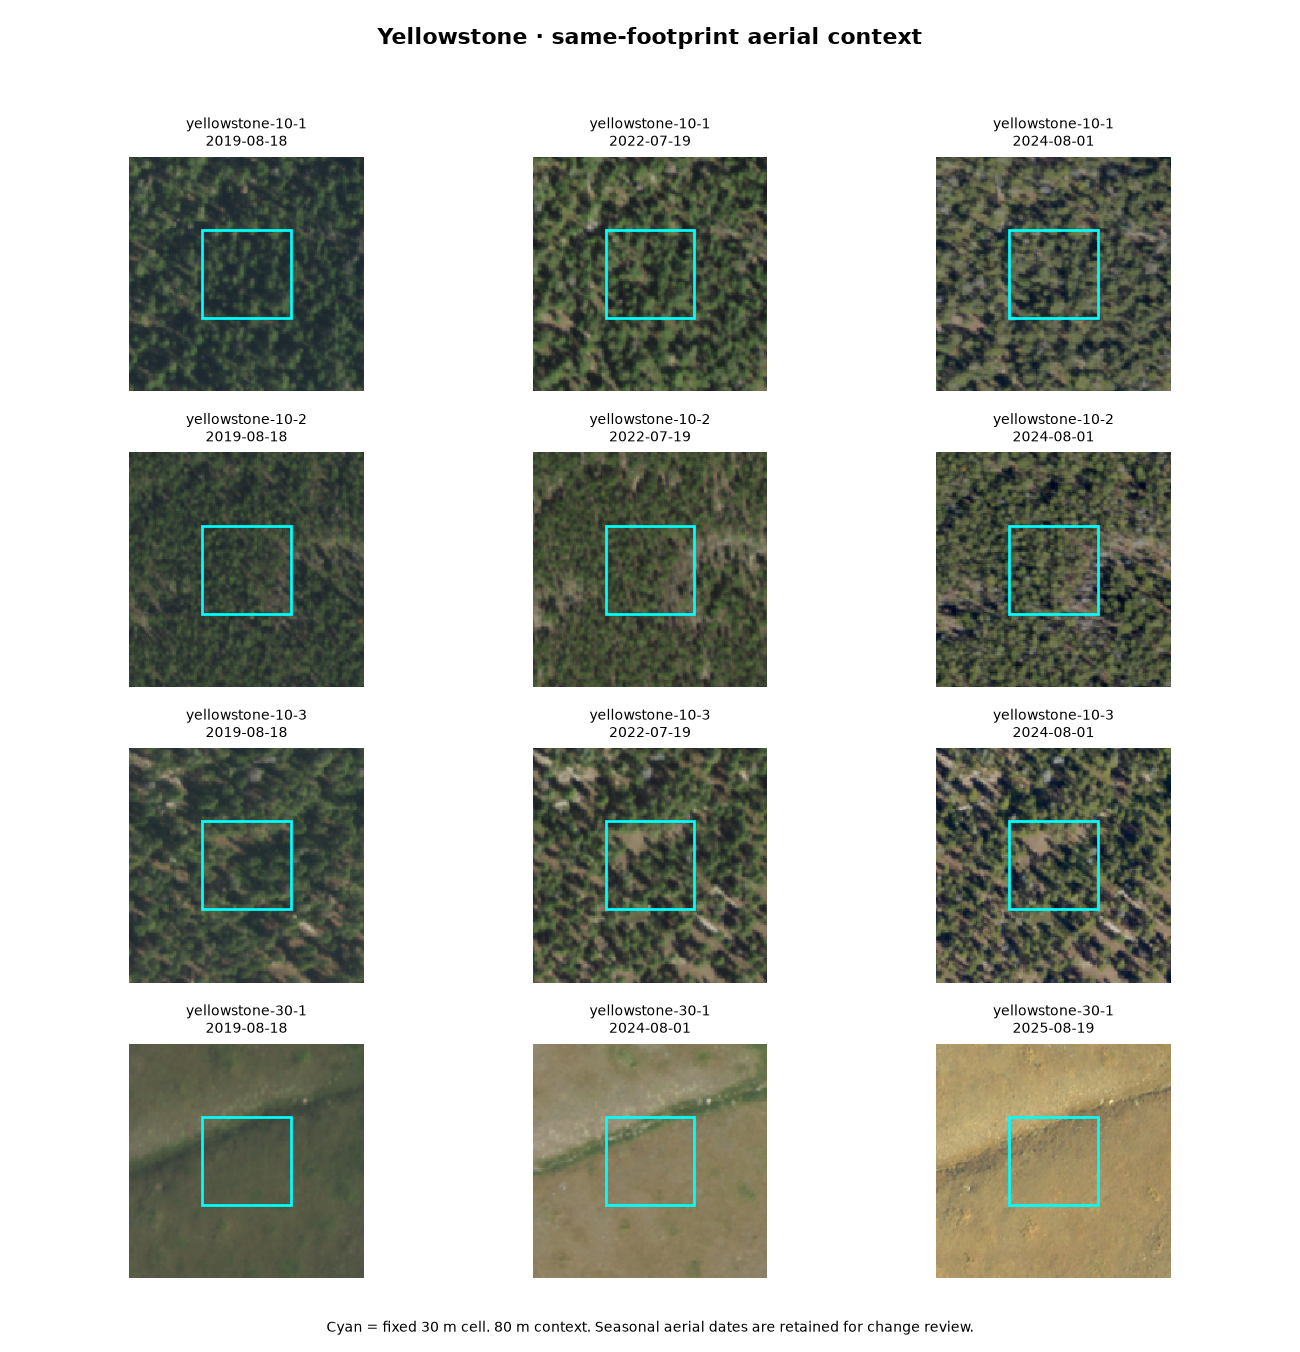 Yellowstone · same-footprint aerial context
yellowstone-10-1
2019-08-18
yellowstone-10-1
2022-07-19
yellowstone-10-1
2024-08-01
yellowstone-10-2
2019-08-18
yellowstone-10-2
2022-07-19
yellowstone-10-2
2024-08-01
yellowstone-10-3
2019-08-18
yellowstone-10-3
2022-07-19
yellowstone-10-3
2024-08-01
yellowstone-30-1
2019-08-18
yellowstone-30-1
2024-08-01
yellowstone-30-1
2025-08-19
Cyan = fixed 30 m cell. 80 m context. Seasonal aerial dates are retained for change review.